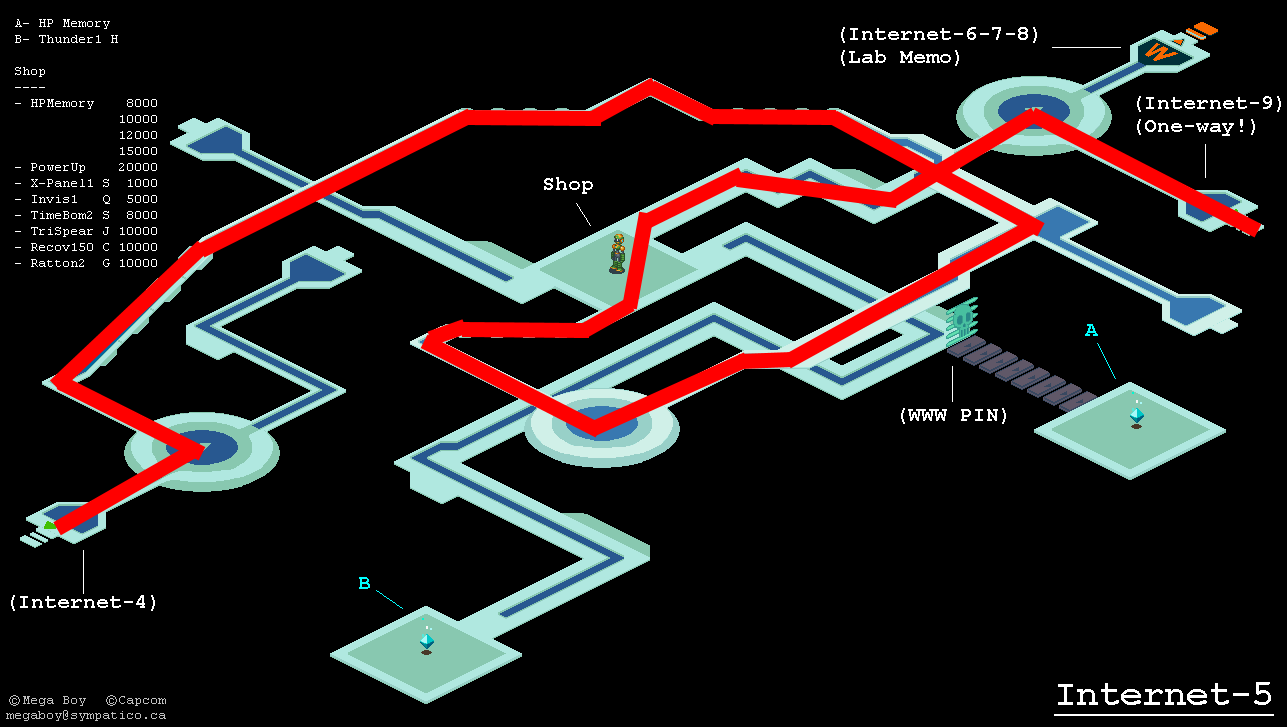 A- HP Memory
B- Thunder1 H
Shop
----
- HPMemory 8000
10000
12000
15000
- PowerUp 20000
- X-Panel1 S 1000
- Invis1 Q 5000
- TimeBom2 S 8000
- TriSpear J 10000
- Recov150 C 10000
- Ratton2 G 10000
(Internet-6-7-8)
(Lab Memo)
W
(Internet-9)
(One-way!)
Shop
A
(WWW PIN)
B
(Internet-4)
©Mega Boy ©Capcom
megaboy@sympatico.ca
Internet-5